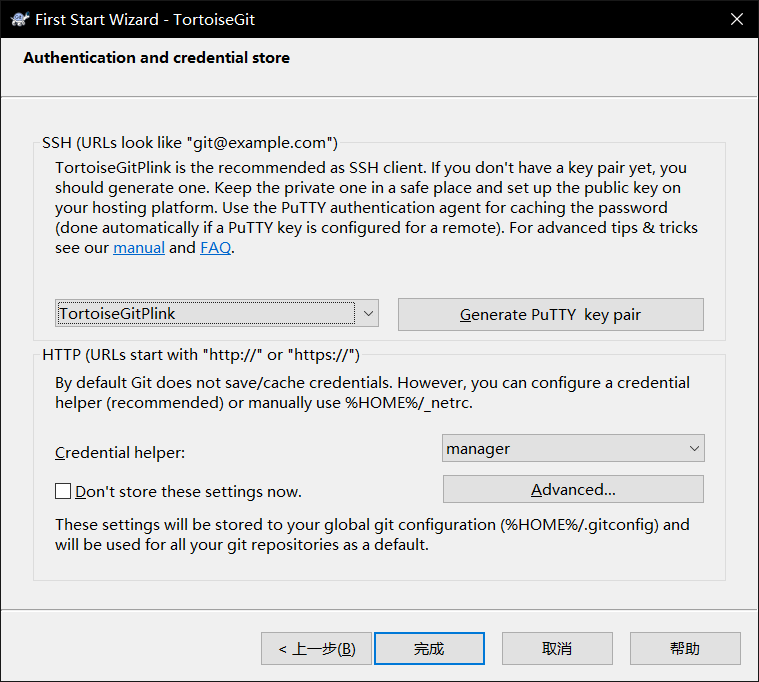 First Start Wizard - TortoiseGit
Authentication and credential store
SSH (URLs look like "git@example.com")
TortoiseGitPlink is the recommended as SSH client. If you don't have a key pair yet, you
should generate one. Keep the private one in a safe place and set up the public key on
your hosting platform. Use the PuTTY authentication agent for caching the password
(done automatically if a PuTTY key is configured for a remote). For advanced tips & tricks
see our manual and FAQ.
TortoiseGitPlink
Generate PuTTY  key pair
HTTP (URLs start with "http://" or "https://")
By default Git does not save/cache credentials. However, you can configure a credential
helper (recommended) or manually use %HOME%/_netrc.
Credential helper:
manager
Don't store these settings now.
Advanced...
These settings will be stored to your global git configuration (%HOME%/.gitconfig) and
will be used for all your git repositories as a default.
< 上一步(B)
完成
取消
帮助